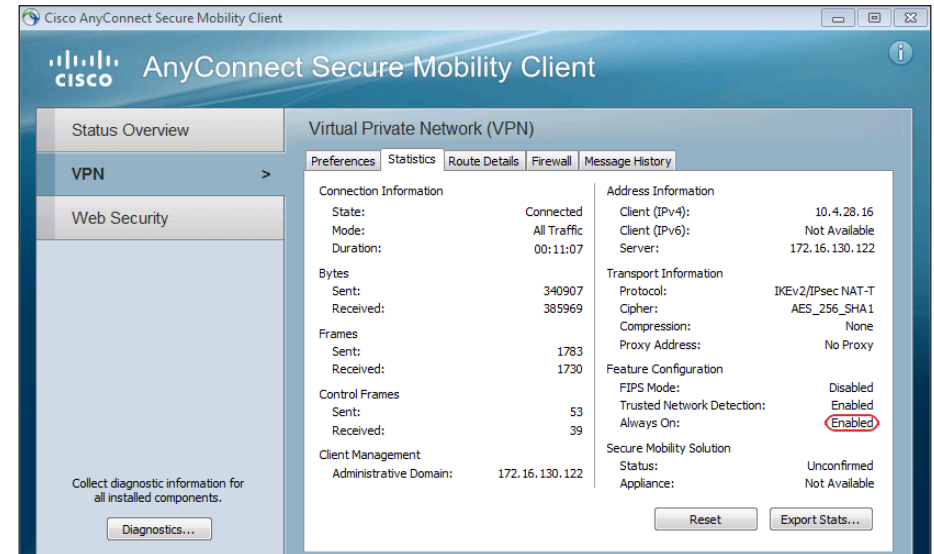 Cisco AnyConnect Secure Mobility Client
cisco AnyConnect Secure Mobility Client
Status Overview
VPN >
Web Security
Collect diagnostic information for
all installed components.
Diagnostics...
Virtual Private Network (VPN)
Preferences Statistics Route Details Firewall Message History
Connection Information
State: Connected
Mode: All Traffic
Duration: 00:11:07
Bytes
Sent: 340907
Received: 385969
Frames
Sent: 1783
Received: 1730
Control Frames
Sent: 53
Received: 39
Client Management
Administrative Domain: 172.16.130.122
Address Information
Client (IPv4): 10.4.28.16
Client (IPv6): Not Available
Server: 172.16.130.122
Transport Information
Protocol: IKEv2/IPsec NAT-T
Cipher: AES_256_SHA1
Compression: None
Proxy Address: No Proxy
Feature Configuration
FIPS Mode: Disabled
Trusted Network Detection: Enabled
Always On: Enabled
Secure Mobility Solution
Status: Unconfirmed
Appliance: Not Available
Reset Export Stats...